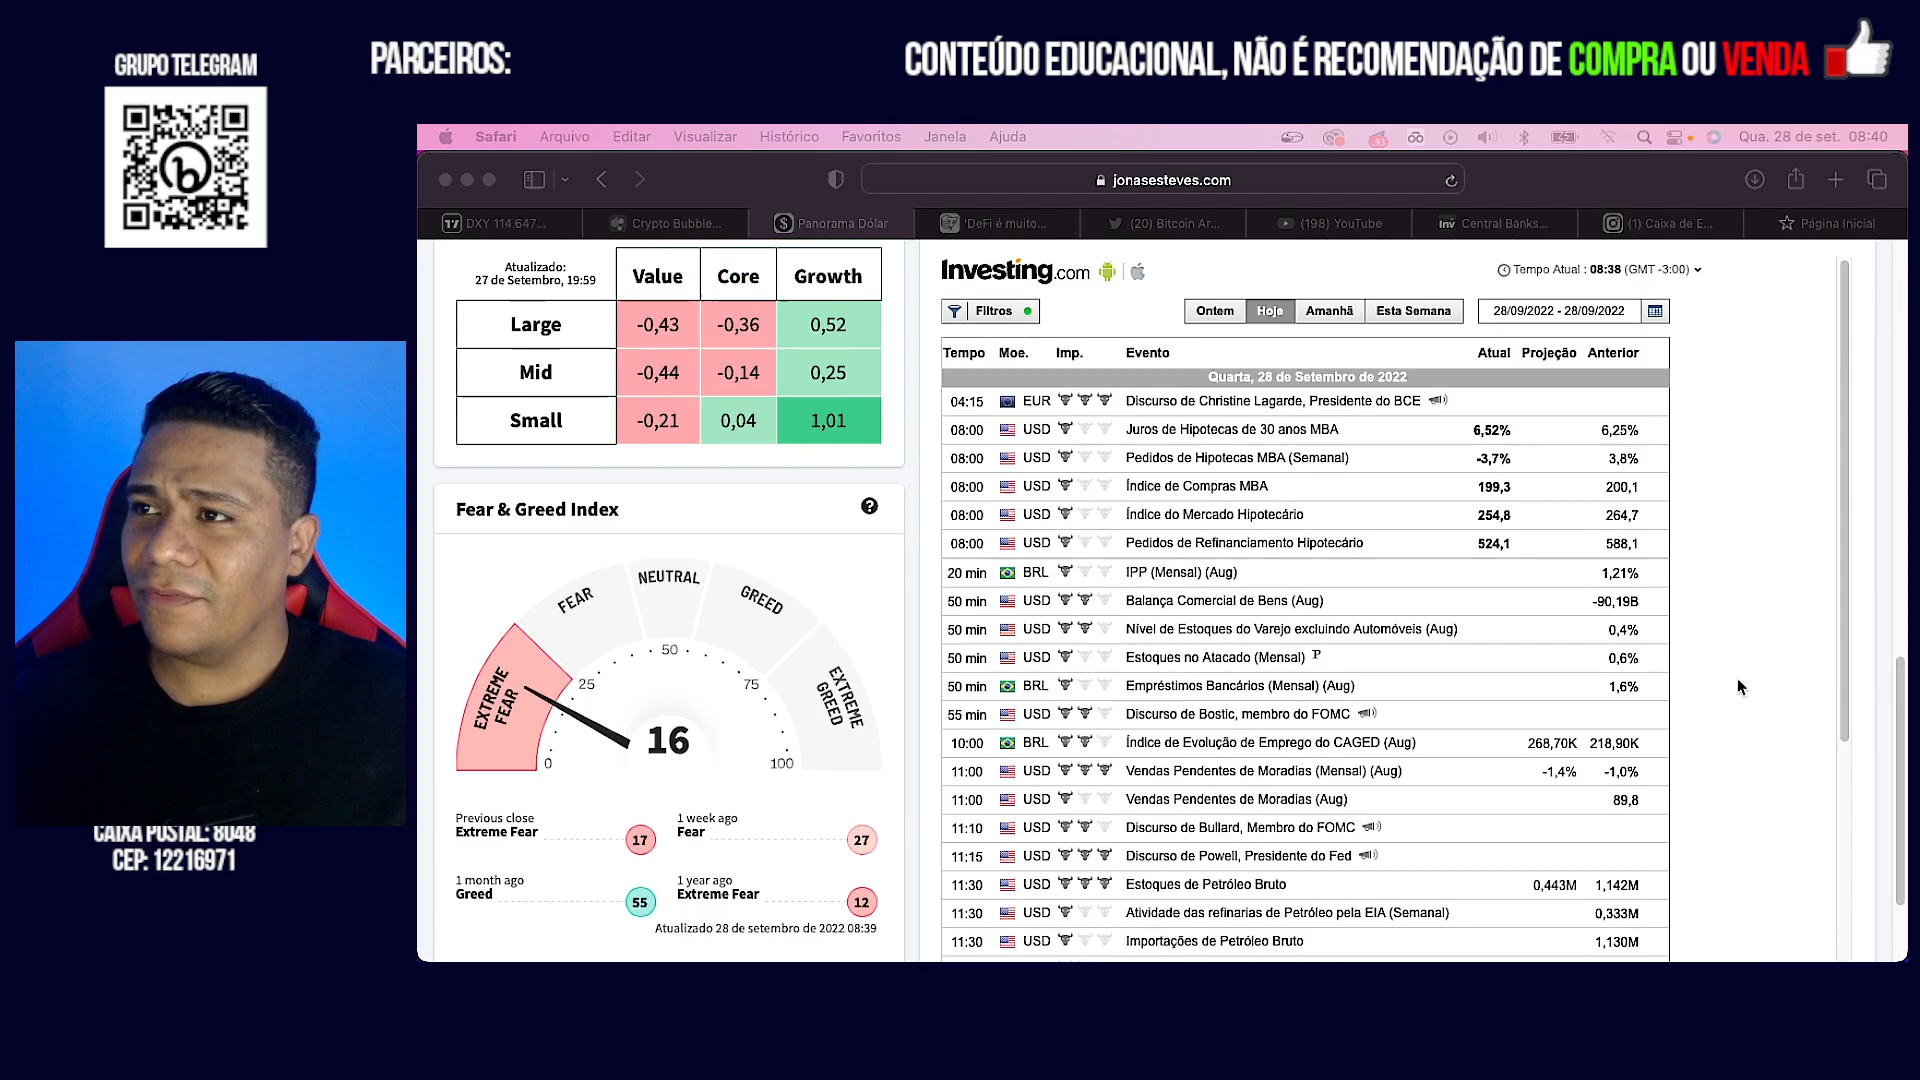 GRUPO TELEGRAM
PARCEIROS:
CONTEÚDO EDUCACIONAL, NÃO É RECOMENDAÇÃO DE COMPRA OU VENDA
Safari Arquivo Editar Visualizar Histórico Favoritos Janela Ajuda
Qua. 28 de set. 08:40
jonasesteves.com
DXY 114.647...
Crypto Bubble...
Panorama Dólar
'DeFi é muito...
(20) Bitcoin Ar...
(198) YouTube
Inv Central Banks...
(1) Caixa de E...
Página Inicial
Atualizado:
27 de Setembro, 19:59
Value Core Growth
Large -0,43 -0,36 0,52
Mid -0,44 -0,14 0,25
Small -0,21 0,04 1,01
Fear & Greed Index
EXTREME FEAR
FEAR
NEUTRAL
GREED
EXTREME GREED
0
25
50
75
100
16
Previous close
Extreme Fear 17
1 week ago
Fear 27
1 month ago
Greed 55
1 year ago
Extreme Fear 12
Atualizado 28 de setembro de 2022 08:39
Investing.com
Tempo Atual : 08:38 (GMT -3:00)
Filtros
Ontem Hoje Amanhã Esta Semana
28/09/2022 - 28/09/2022
Tempo Moe. Imp. Evento Atual Projeção Anterior
Quarta, 28 de Setembro de 2022
04:15 EUR Discurso de Christine Lagarde, Presidente do BCE
08:00 USD Juros de Hipotecas de 30 anos MBA 6,52% 6,25%
08:00 USD Pedidos de Hipotecas MBA (Semanal) -3,7% 3,8%
08:00 USD Índice de Compras MBA 199,3 200,1
08:00 USD Índice do Mercado Hipotecário 254,8 264,7
08:00 USD Pedidos de Refinanciamento Hipotecário 524,1 588,1
20 min BRL IPP (Mensal) (Aug) 1,21%
50 min USD Balança Comercial de Bens (Aug) -90,19B
50 min USD Nível de Estoques do Varejo excluindo Automóveis (Aug) 0,4%
50 min USD Estoques no Atacado (Mensal) P 0,6%
50 min BRL Empréstimos Bancários (Mensal) (Aug) 1,6%
55 min USD Discurso de Bostic, membro do FOMC
10:00 BRL Índice de Evolução de Emprego do CAGED (Aug) 268,70K 218,90K
11:00 USD Vendas Pendentes de Moradias (Mensal) (Aug) -1,4% -1,0%
11:00 USD Vendas Pendentes de Moradias (Aug) 89,8
11:10 USD Discurso de Bullard, Membro do FOMC
11:15 USD Discurso de Powell, Presidente do Fed
11:30 USD Estoques de Petróleo Bruto 0,443M 1,142M
11:30 USD Atividade das refinarias de Petróleo pela EIA (Semanal) 0,333M
11:30 USD Importações de Petróleo Bruto 1,130M
CAIXA POSTAL: 8048
CEP: 12216971